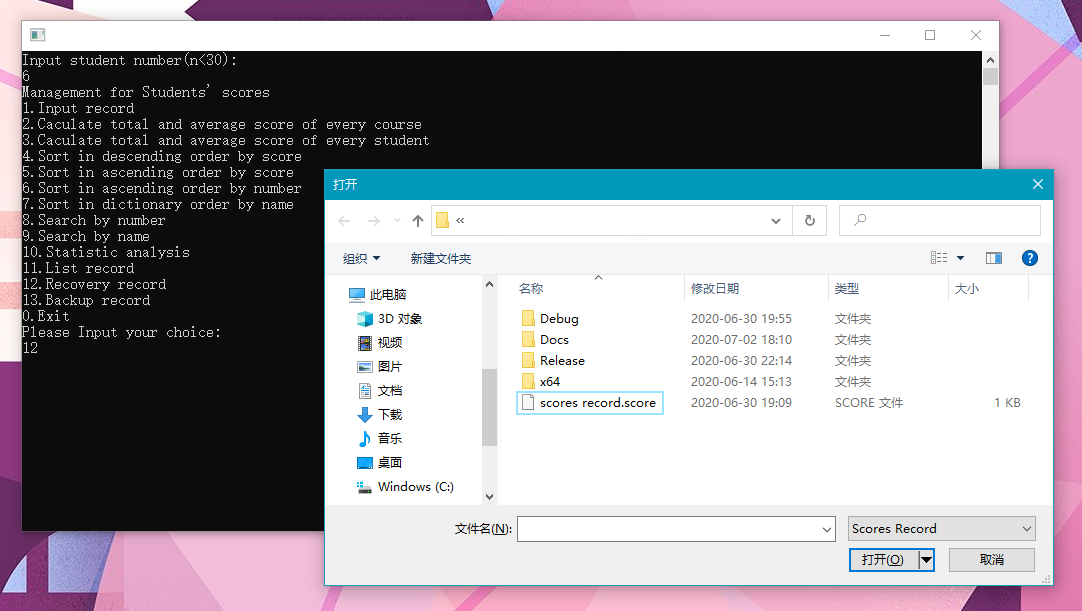 Input student number(n<30):
6
Management for Students' scores
1.Input record
2.Caculate total and average score of every course
3.Caculate total and average score of every student
4.Sort in descending order by score
5.Sort in ascending order by score
6.Sort in ascending order by number
7.Sort in dictionary order by name
8.Search by number
9.Search by name
10.Statistic analysis
11.List record
12.Recovery record
13.Backup record
0.Exit
Please Input your choice:
12
打开
«
组织 新建文件夹
名称 修改日期 类型 大小
此电脑
3D 对象
视频
图片
文档
下载
音乐
桌面
Windows (C:)
Debug 2020-06-30 19:55 文件夹
Docs 2020-07-02 18:10 文件夹
Release 2020-06-30 22:14 文件夹
x64 2020-06-14 15:13 文件夹
scores record.score 2020-06-30 19:09 SCORE 文件 1 KB
文件名(N): Scores Record
打开(O) 取消